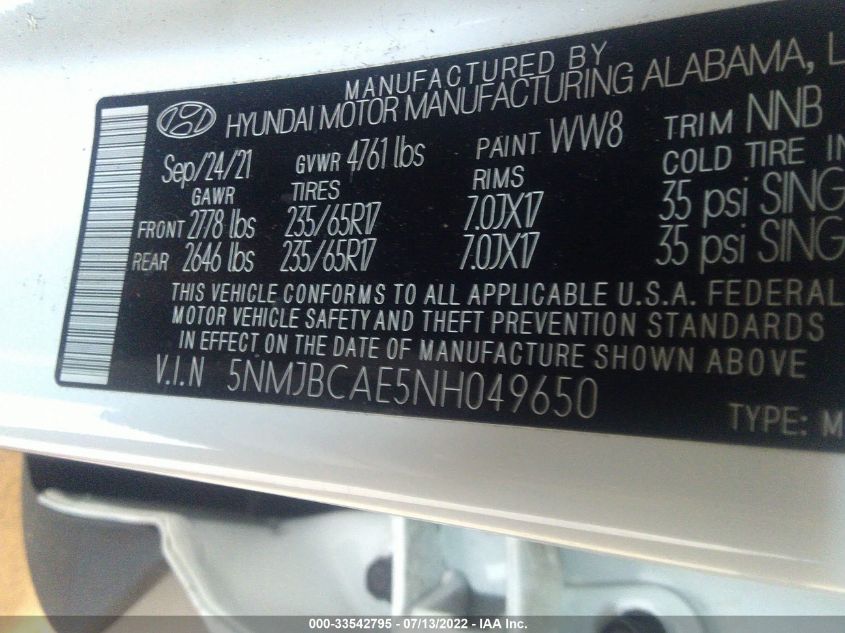 MANUFACTURED BY
HYUNDAI MOTOR MANUFACTURING ALABAMA, L
Sep/24/21 GVWR 4761 lbs PAINT WW8 TRIM NNB
GAWR TIRES RIMS COLD TIRE IN
FRONT 2778 lbs 235/65R17 7.0JX17 35 psi SING
REAR 2646 lbs 235/65R17 7.0JX17 35 psi SING
THIS VEHICLE CONFORMS TO ALL APPLICABLE U.S.A. FEDERAL
MOTOR VEHICLE SAFETY AND THEFT PREVENTION STANDARDS
IN EFFECT ON THE DATE OF MANUFACTURE SHOWN ABOVE
V.I.N 5NMJBCAE5NH049650
TYPE: M
000-33542795 - 07/13/2022 - IAA Inc.